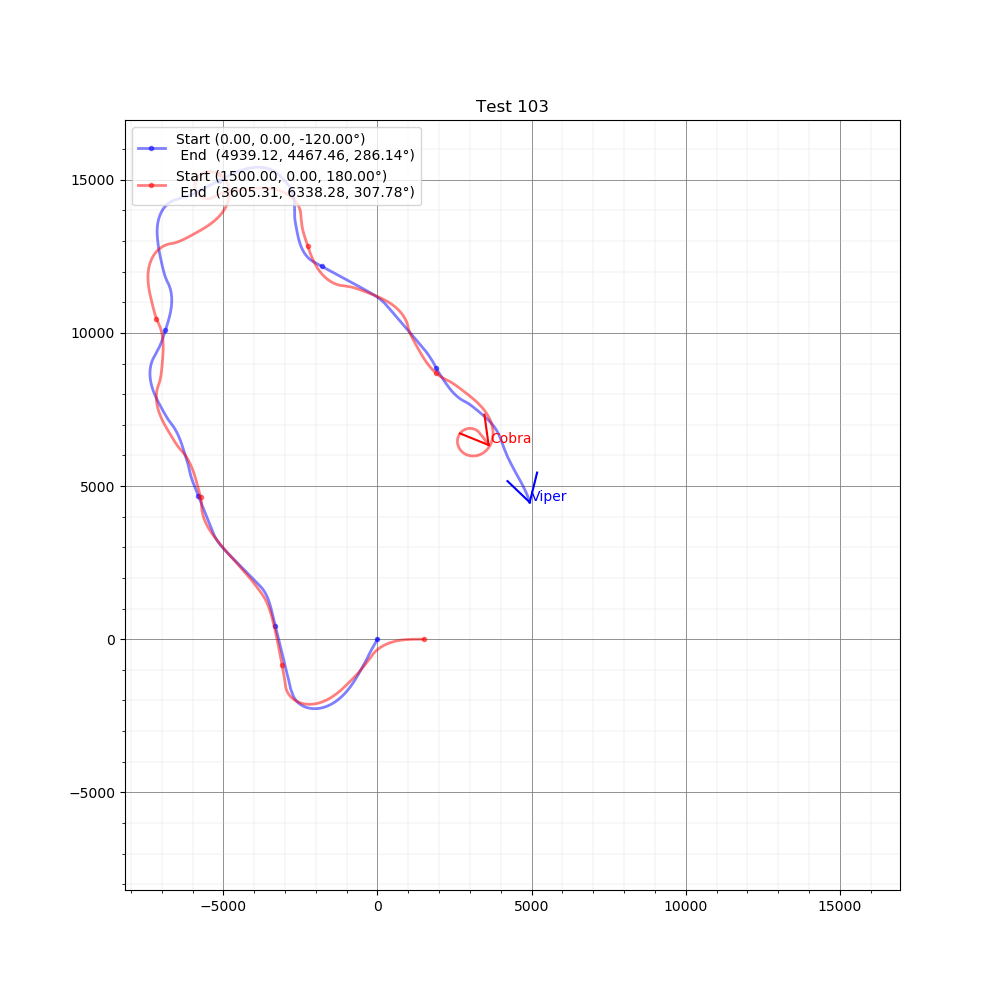 Test 103
Start (0.00, 0.00, -120.00°)
End  (4939.12, 4467.46, 286.14°)
Start (1500.00, 0.00, 180.00°)
End  (3605.31, 6338.28, 307.78°)
15000
10000
5000
0
−5000
Cobra
Viper
−5000 0 5000 10000 15000